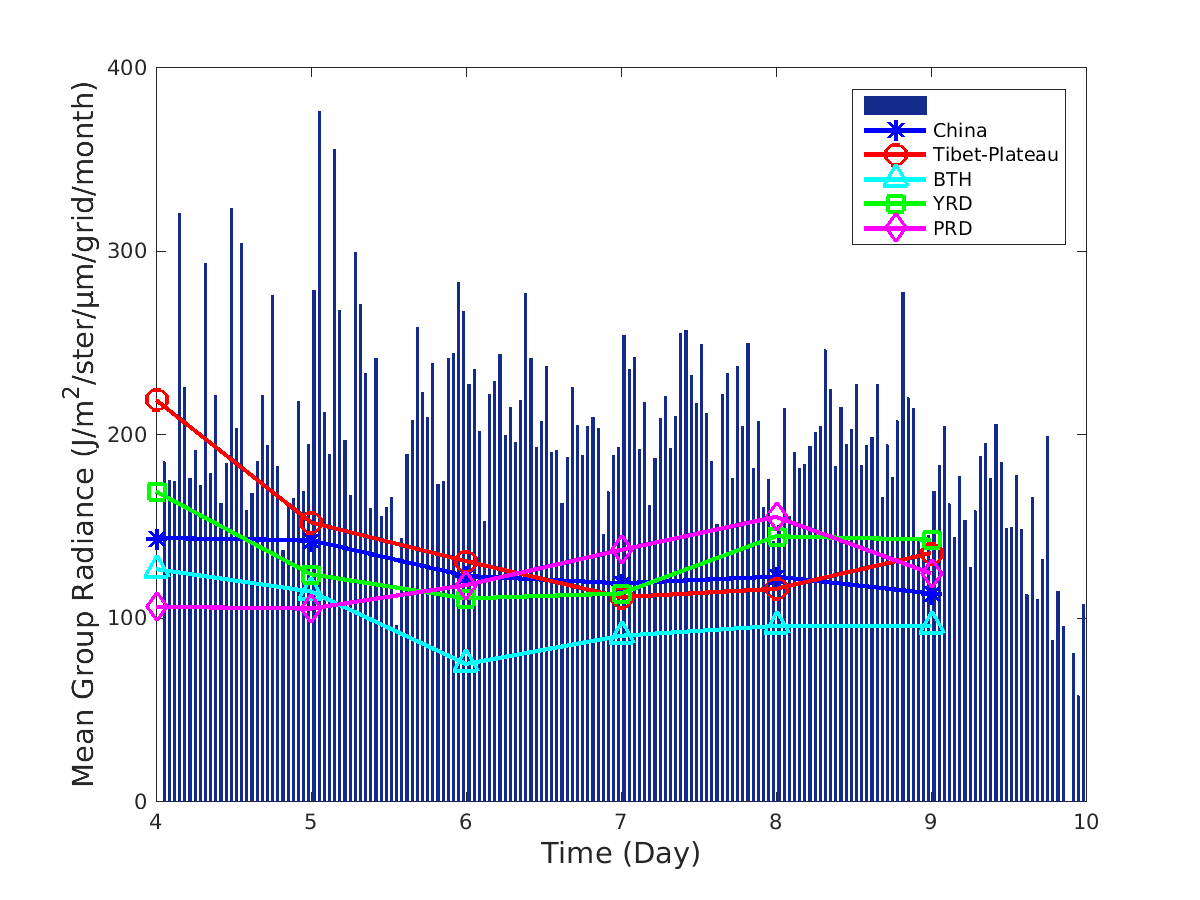 Mean Group Radiance (J/m²/ster/μm/grid/month)
400
300
200
100
0
China
Tibet-Plateau
BTH
YRD
PRD
4 5 6 7 8 9 10
Time (Day)